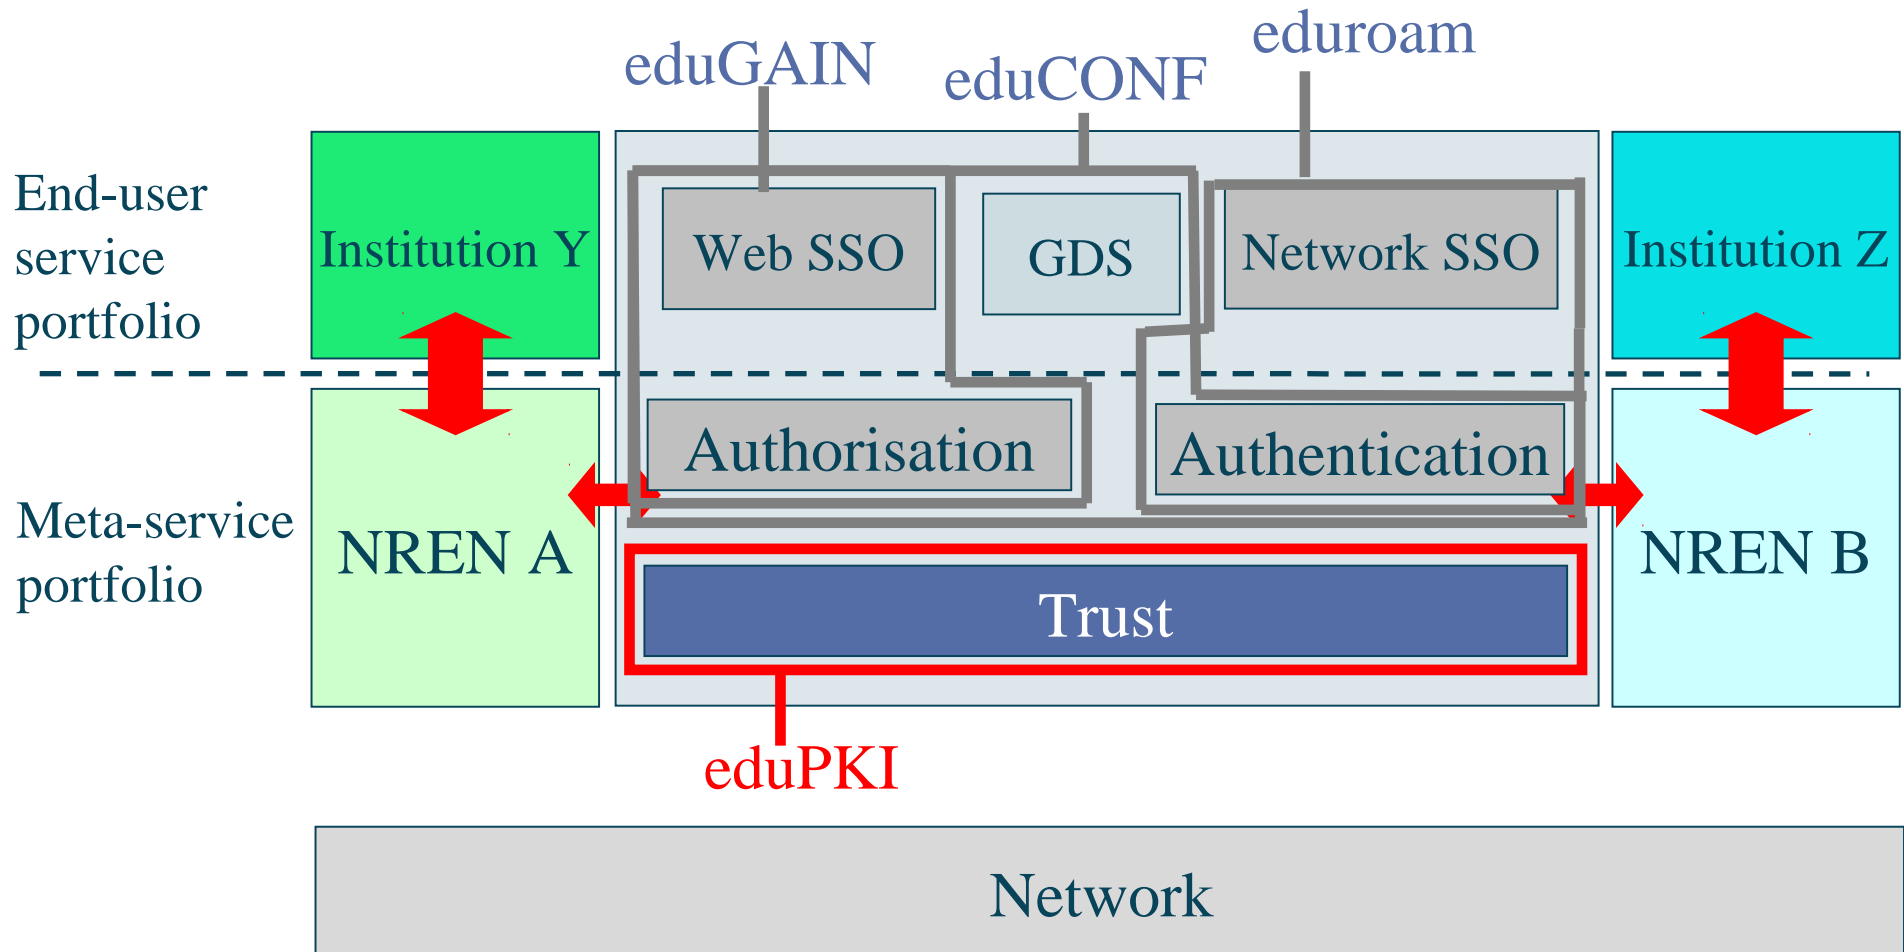 eduGAIN
eduCONF
eduroam
End-user
service
portfolio
Institution Y
Web SSO
GDS
Network SSO
Institution Z
Authorisation
Authentication
Meta-service
portfolio
NREN A
NREN B
Trust
eduPKI
Network